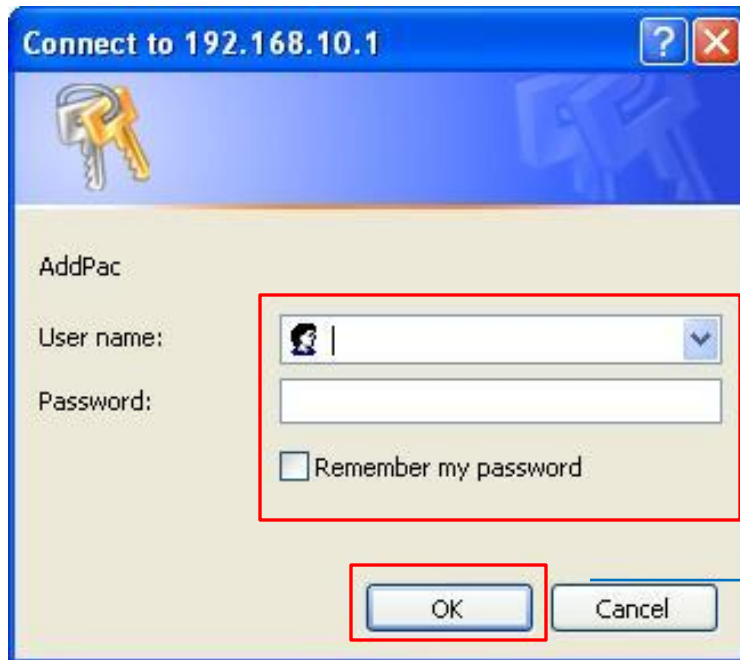 Connect to 192.168.10.1
AddPac
User name:
Password:
Remember my password
OK Cancel